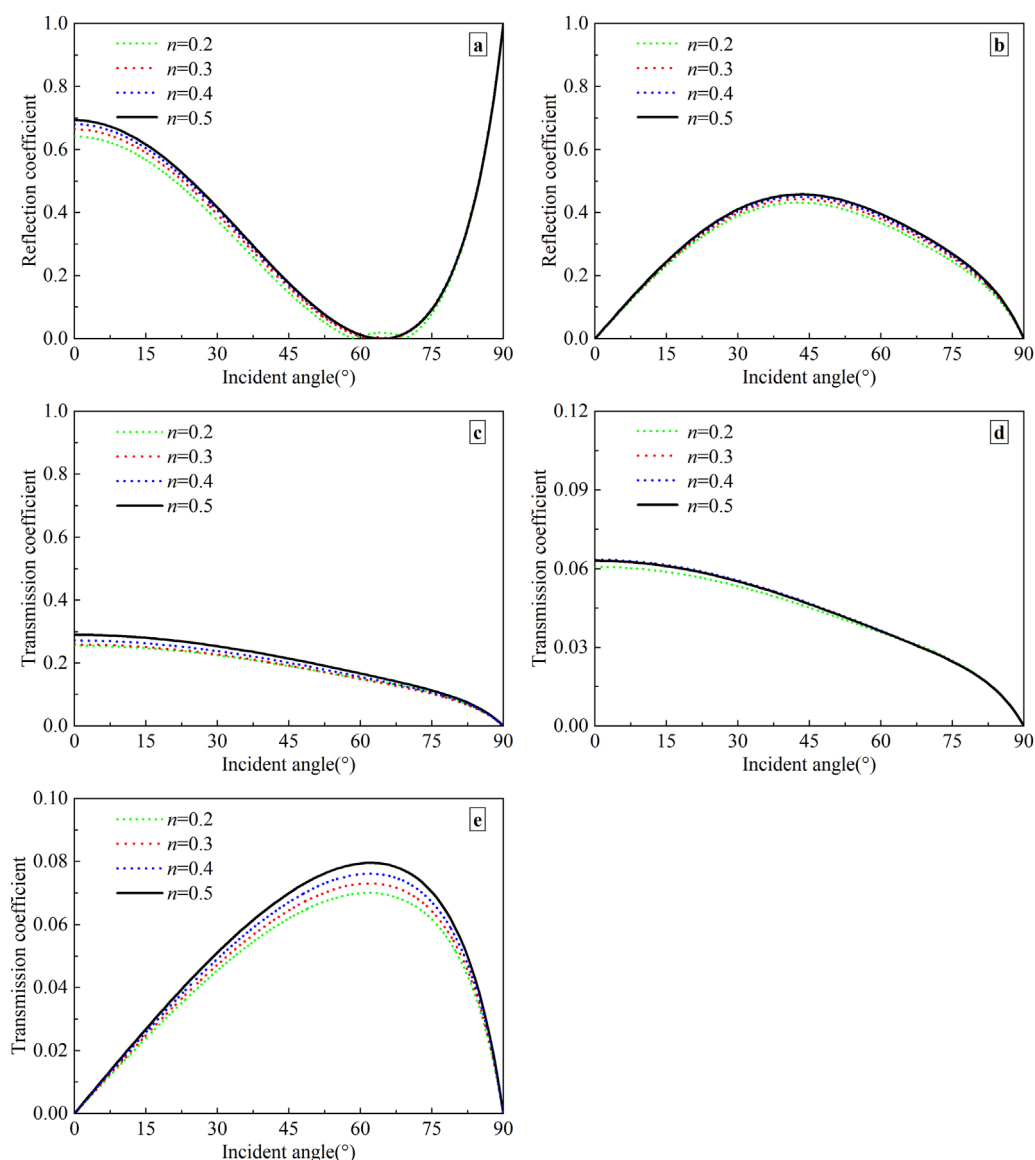 a
n=0.2
n=0.3
n=0.4
n=0.5
Reflection coefficient
1.0
0.8
0.6
0.4
0.2
0.0
0 15 30 45 60 75 90
Incident angle(°)
b
n=0.2
n=0.3
n=0.4
n=0.5
Reflection coefficient
1.0
0.8
0.6
0.4
0.2
0.0
0 15 30 45 60 75 90
Incident angle(°)
c
n=0.2
n=0.3
n=0.4
n=0.5
Transmission coefficient
1.0
0.8
0.6
0.4
0.2
0.0
0 15 30 45 60 75 90
Incident angle(°)
d
n=0.2
n=0.3
n=0.4
n=0.5
Transmission coefficient
0.12
0.09
0.06
0.03
0.00
0 15 30 45 60 75 90
Incident angle(°)
e
n=0.2
n=0.3
n=0.4
n=0.5
Transmission coefficient
0.10
0.08
0.06
0.04
0.02
0.00
0 15 30 45 60 75 90
Incident angle(°)